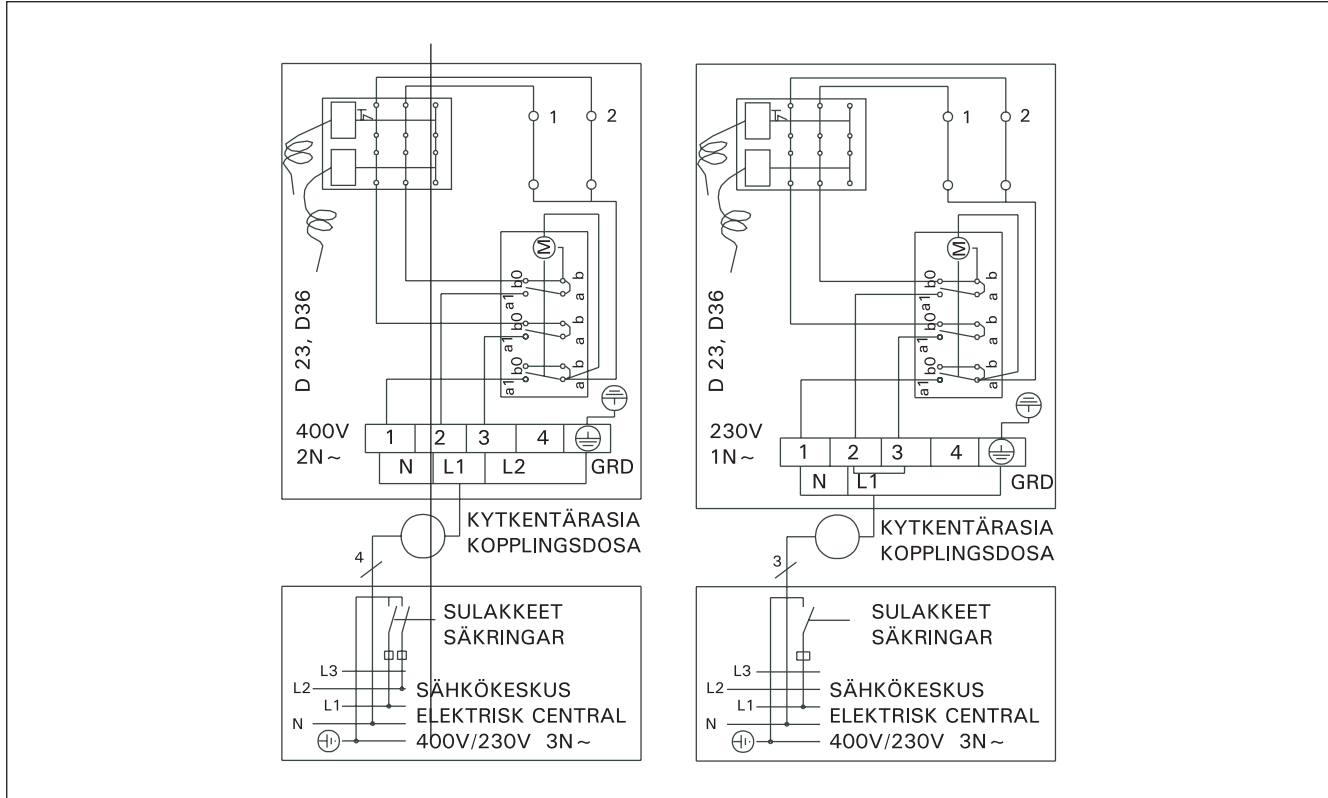 1
2
M
b0
b
a1
a
b0
b
a1
a
b0
b
a1
a
D 23, D36
400V
2N~
1
2
3
4
N
L1
L2
GRD
KYTKENTÄRASIA
KOPPLINGSDOSA
4
SULAKKEET
SÄKRINGAR
L3
L2
L1
N
SÄHKÖKESKUS
ELEKTRISK CENTRAL
400V/230V 3N~
1
2
M
b0
b
a1
a
b0
b
a1
a
b0
b
a1
a
D 23, D36
230V
1N~
1
2
3
4
N
L1
GRD
KYTKENTÄRASIA
KOPPLINGSDOSA
3
SULAKKEET
SÄKRINGAR
L3
L2
L1
N
SÄHKÖKESKUS
ELEKTRISK CENTRAL
400V/230V 3N~